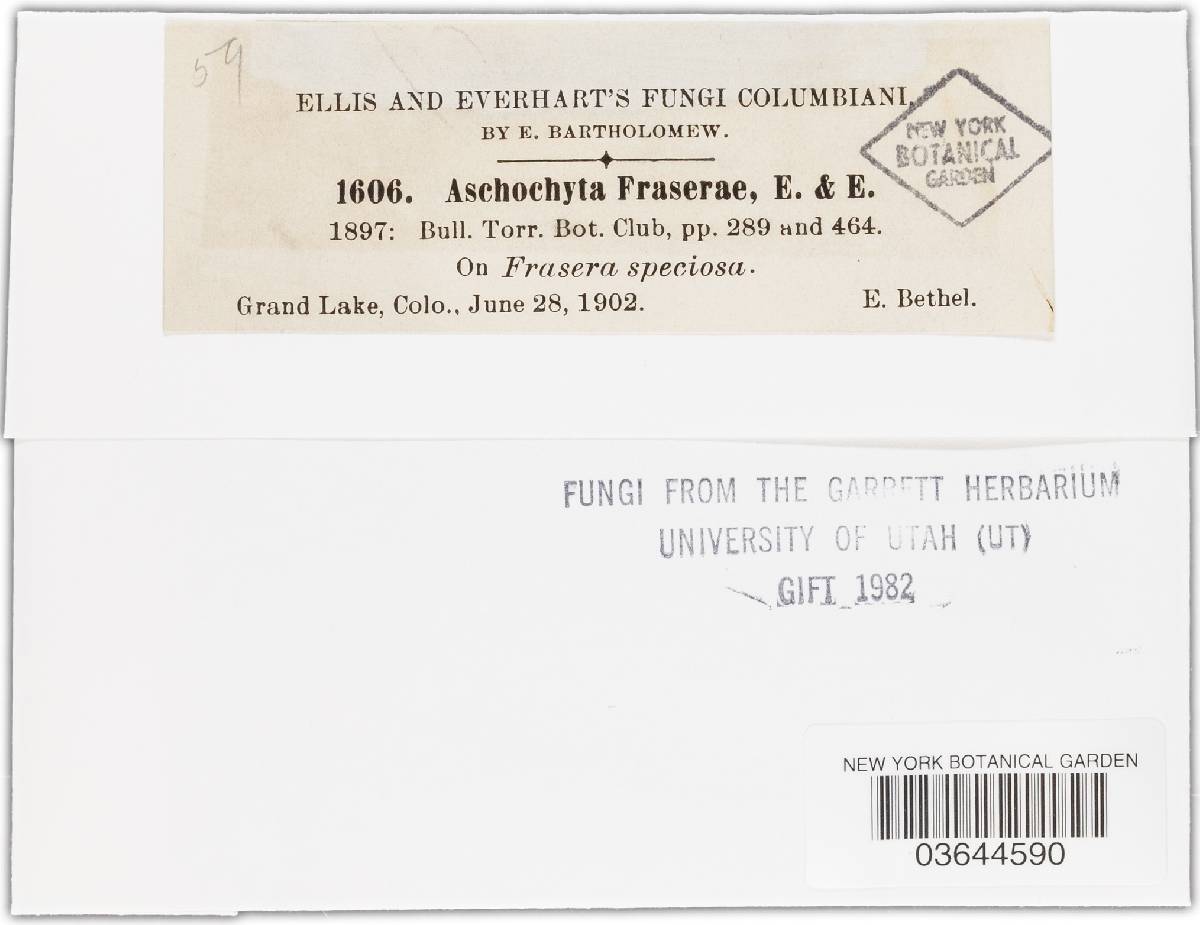 59
ELLIS AND EVERHART'S FUNGI COLUMBIANI,
BY E. BARTHOLOMEW.
NEW YORK
BOTANICAL
GARDEN
1606. Aschochyta Fraserae, E. & E.
1897: Bull. Torr. Bot. Club, pp. 289 and 464.
On Frasera speciosa.
Grand Lake, Colo., June 28, 1902. E. Bethel.
FUNGI FROM THE GARRETT HERBARIUM
UNIVERSITY OF UTAH (UT)
GIFT 1982
NEW YORK BOTANICAL GARDEN
03644590